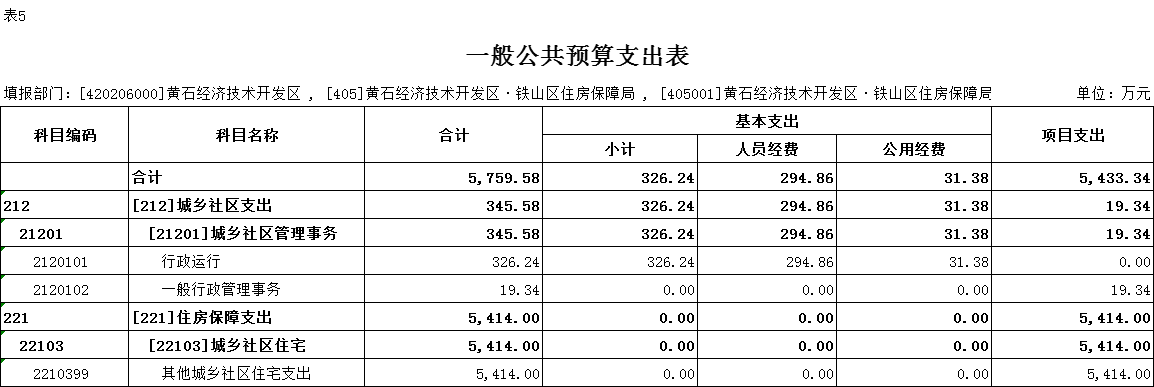 表5
一般公共预算支出表
填报部门：[420206000]黄石经济技术开发区 , [405]黄石经济技术开发区·铁山区住房保障局 , [405001]黄石经济技术开发区·铁山区住房保障局 单位：万元
科目编码 科目名称 合计 基本支出 项目支出
小计 人员经费 公用经费
合计 5,759.58 326.24 294.86 31.38 5,433.34
212 [212]城乡社区支出 345.58 326.24 294.86 31.38 19.34
21201 [21201]城乡社区管理事务 345.58 326.24 294.86 31.38 19.34
2120101 行政运行 326.24 326.24 294.86 31.38 0.00
2120102 一般行政管理事务 19.34 0.00 0.00 0.00 19.34
221 [221]住房保障支出 5,414.00 0.00 0.00 0.00 5,414.00
22103 [22103]城乡社区住宅 5,414.00 0.00 0.00 0.00 5,414.00
2210399 其他城乡社区住宅支出 5,414.00 0.00 0.00 0.00 5,414.00